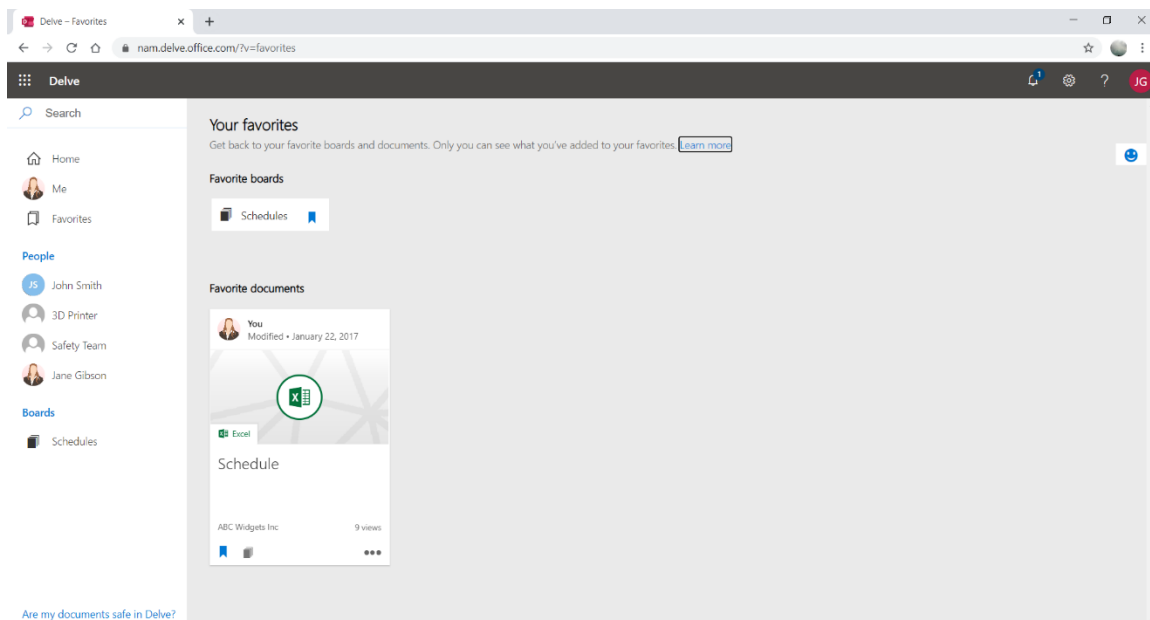 Delve – Favorites
nam.delve.office.com/?v=favorites
Delve
1
?
JG
Search
Home
Me
Favorites
People
JS John Smith
3D Printer
Safety Team
Jane Gibson
Boards
Schedules
Are my documents safe in Delve?
Your favorites
Get back to your favorite boards and documents. Only you can see what you've added to your favorites. Learn more
Favorite boards
Schedules
Favorite documents
You
Modified • January 22, 2017
X
Excel
Schedule
ABC Widgets Inc 9 views